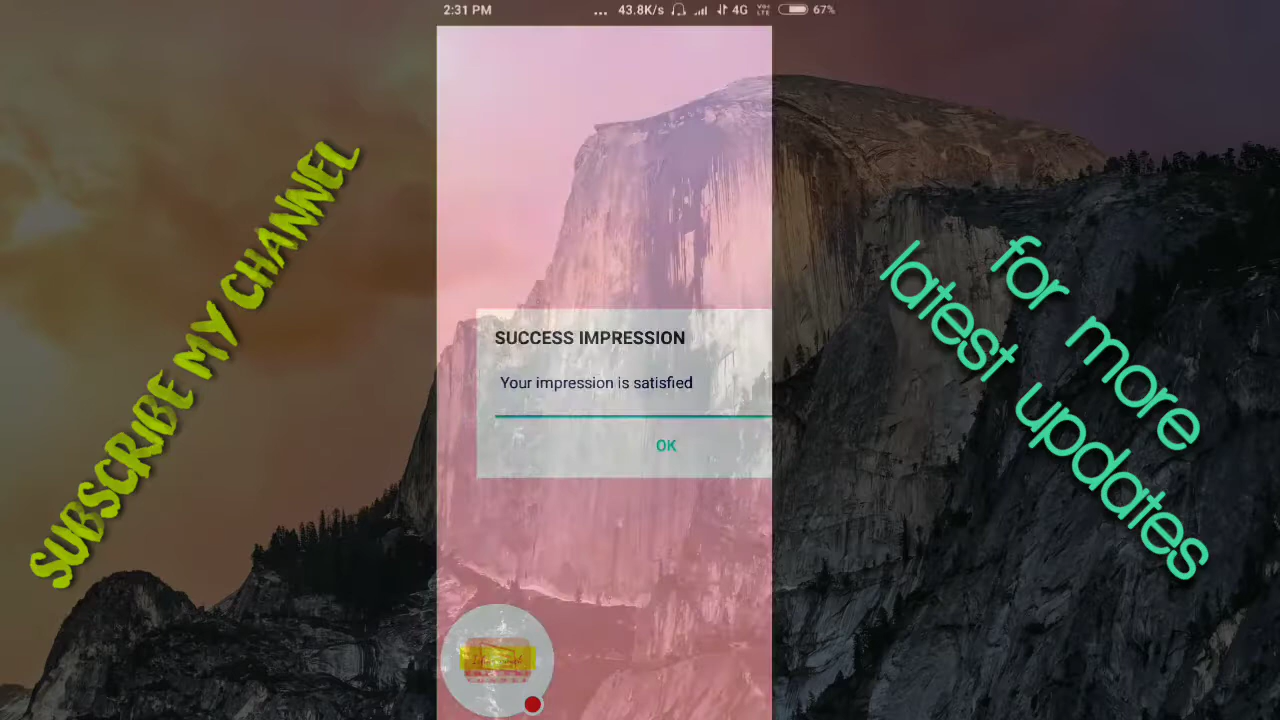 2:31 PM
... 43.8K/s 4G VoLTE 67%
SUBSCRIBE MY CHANNEL
for more
latest updates
SUCCESS IMPRESSION
Your impression is satisfied
OK